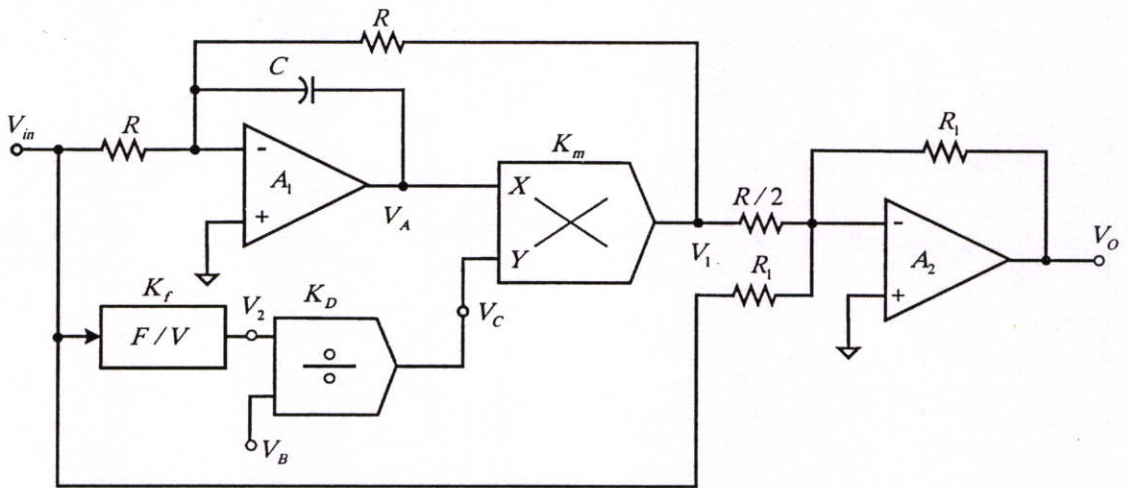 R
C
V_in
R
-
A_1
+
V_A
K_m
X
Y
V_1
R/2
R_1
R_1
-
A_2
+
V_O
K_f
F/V
V_2
K_D
÷
V_C
V_B